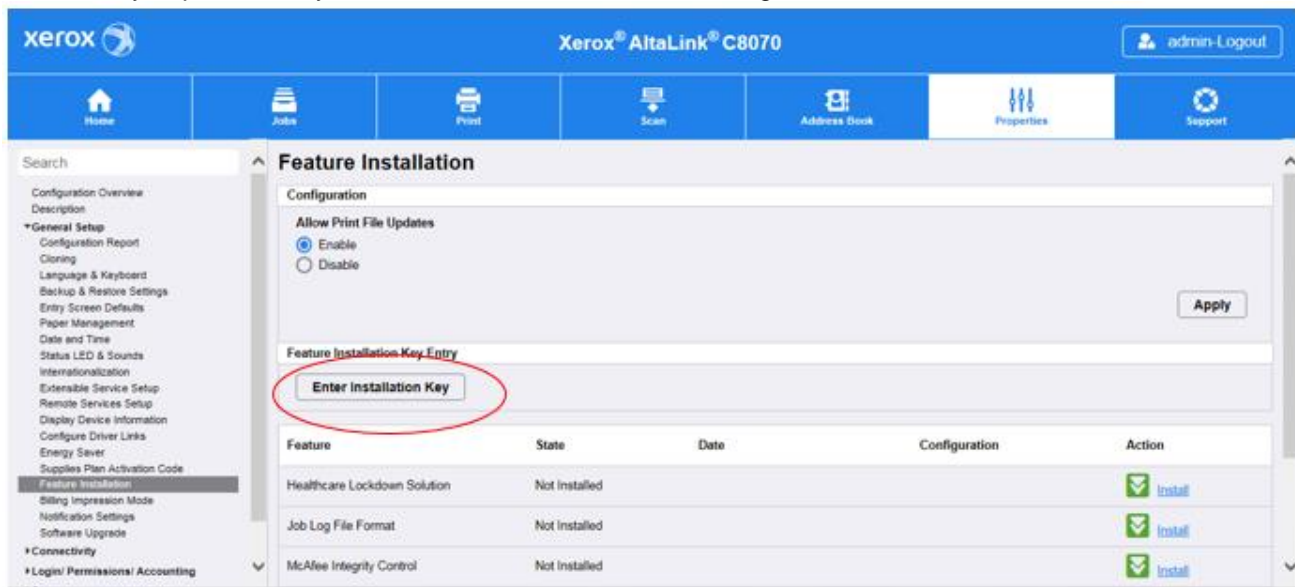 xerox
Xerox® AltaLink® C8070
admin-Logout
Home
Jobs
Print
Scan
Address Book
Properties
Support
Search
Configuration Overview
Description
General Setup
Configuration Report
Cloning
Language & Keyboard
Backup & Restore Settings
Entry Screen Defaults
Paper Management
Date and Time
Status LED & Sounds
Internationalization
Extensible Service Setup
Remote Services Setup
Display Device Information
Configure Driver Links
Energy Saver
Supplies Plan Activation Code
Feature Installation
Billing Impression Mode
Notification Settings
Software Upgrade
Connectivity
Login/ Permissions/ Accounting
Feature Installation
Configuration
Allow Print File Updates
Enable
Disable
Apply
Feature Installation Key Entry
Enter Installation Key
Feature State Date Configuration Action
Healthcare Lockdown Solution Not Installed Install
Job Log File Format Not Installed Install
McAfee Integrity Control Not Installed Install